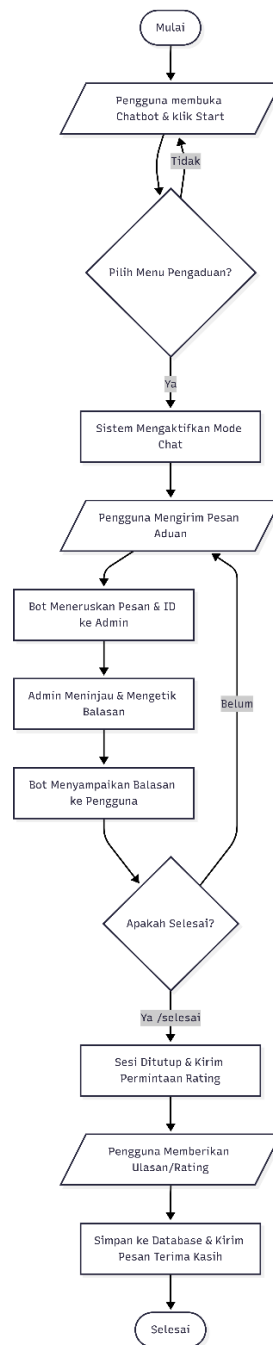 Mulai
Pengguna membuka
Chatbot & klik Start
Tidak
Pilih Menu Pengaduan?
Ya
Sistem Mengaktifkan Mode
Chat
Pengguna Mengirim Pesan
Aduan
Bot Meneruskan Pesan & ID
ke Admin
Admin Meninjau & Mengetik
Balasan
Belum
Bot Menyampaikan Balasan
ke Pengguna
Apakah Selesai?
Ya /selesai
Sesi Ditutup & Kirim
Permintaan Rating
Pengguna Memberikan
Ulasan/Rating
Simpan ke Database & Kirim
Pesan Terima Kasih
Selesai